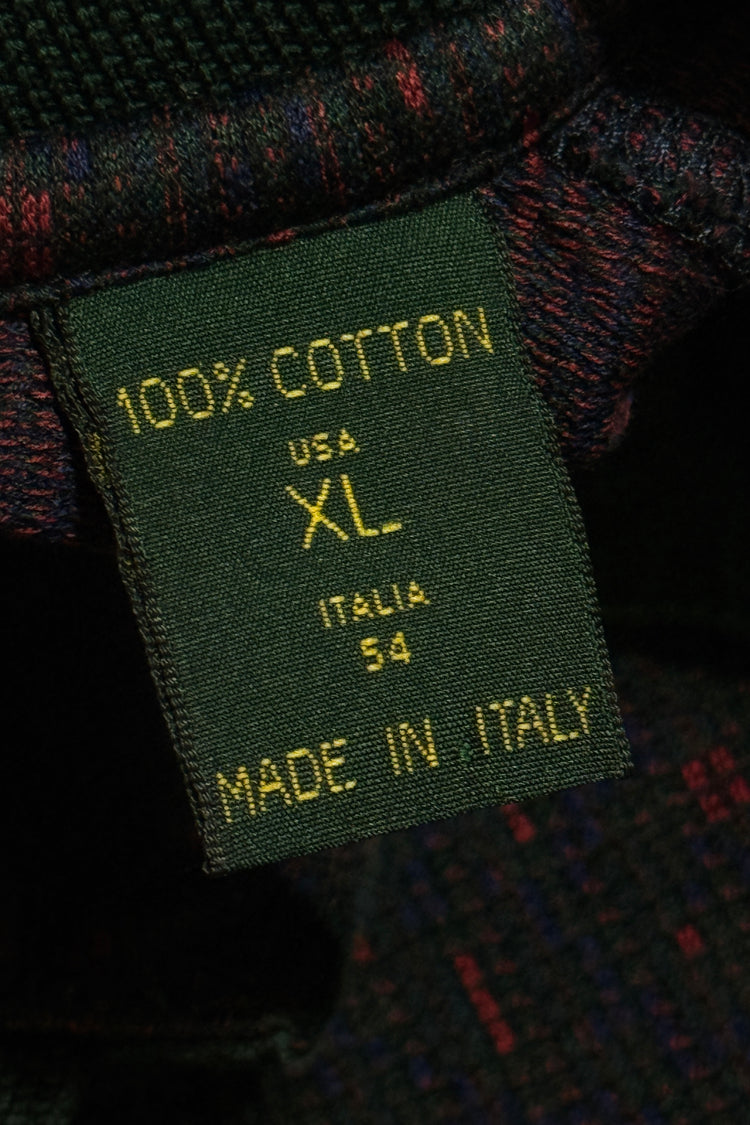 100% COTTON
USA
XL
ITALIA
54
MADE IN ITALY